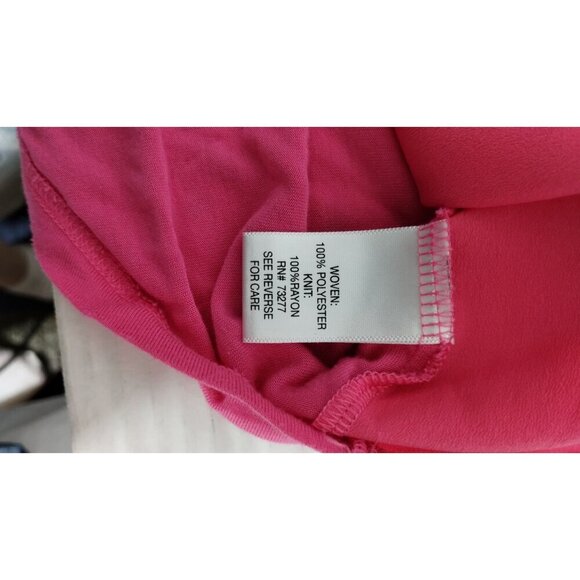 WOVEN:
100% POLYESTER
KNIT:
100%RAYON
RN# 73277
SEE REVERSE
FOR CARE